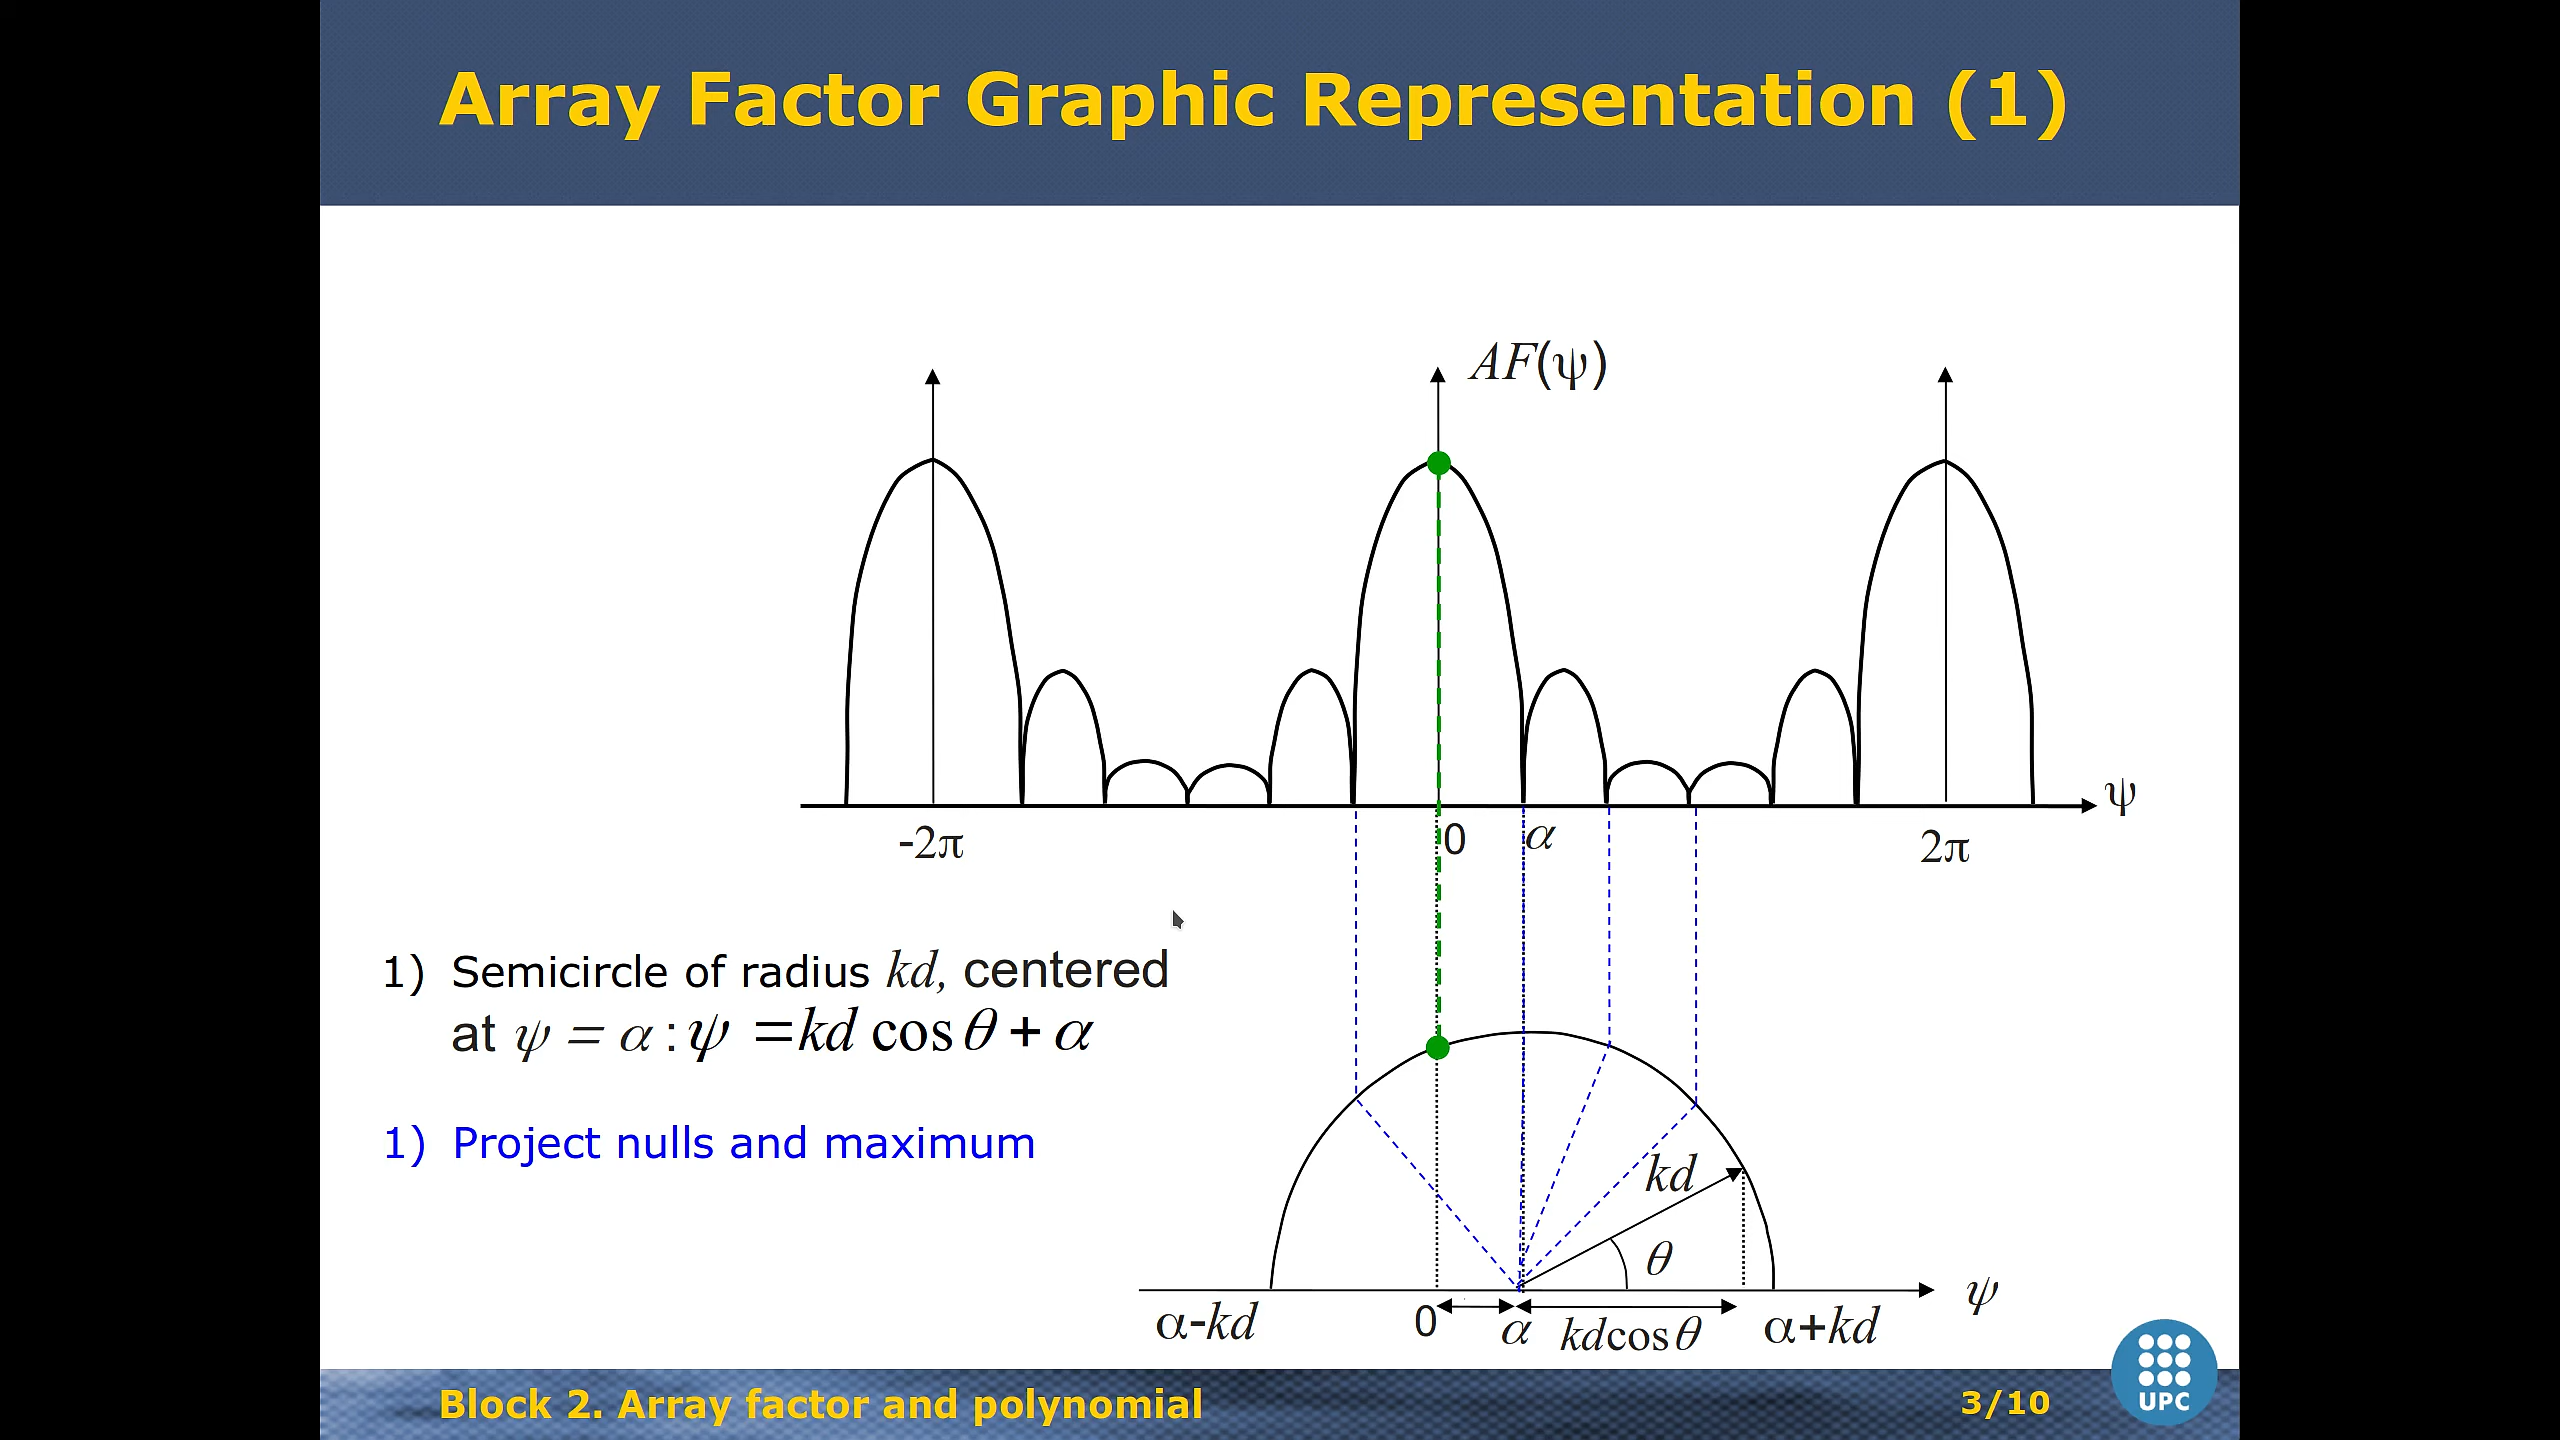 Array Factor Graphic Representation (1)
AF(ψ)
ψ
-2π
0
α
2π
1) Semicircle of radius kd, centered
at ψ = α : ψ = kd cos θ + α
1) Project nulls and maximum
kd
θ
ψ
α-kd
0
α
kdcosθ
α+kd
Block 2. Array factor and polynomial
3/10
UPC